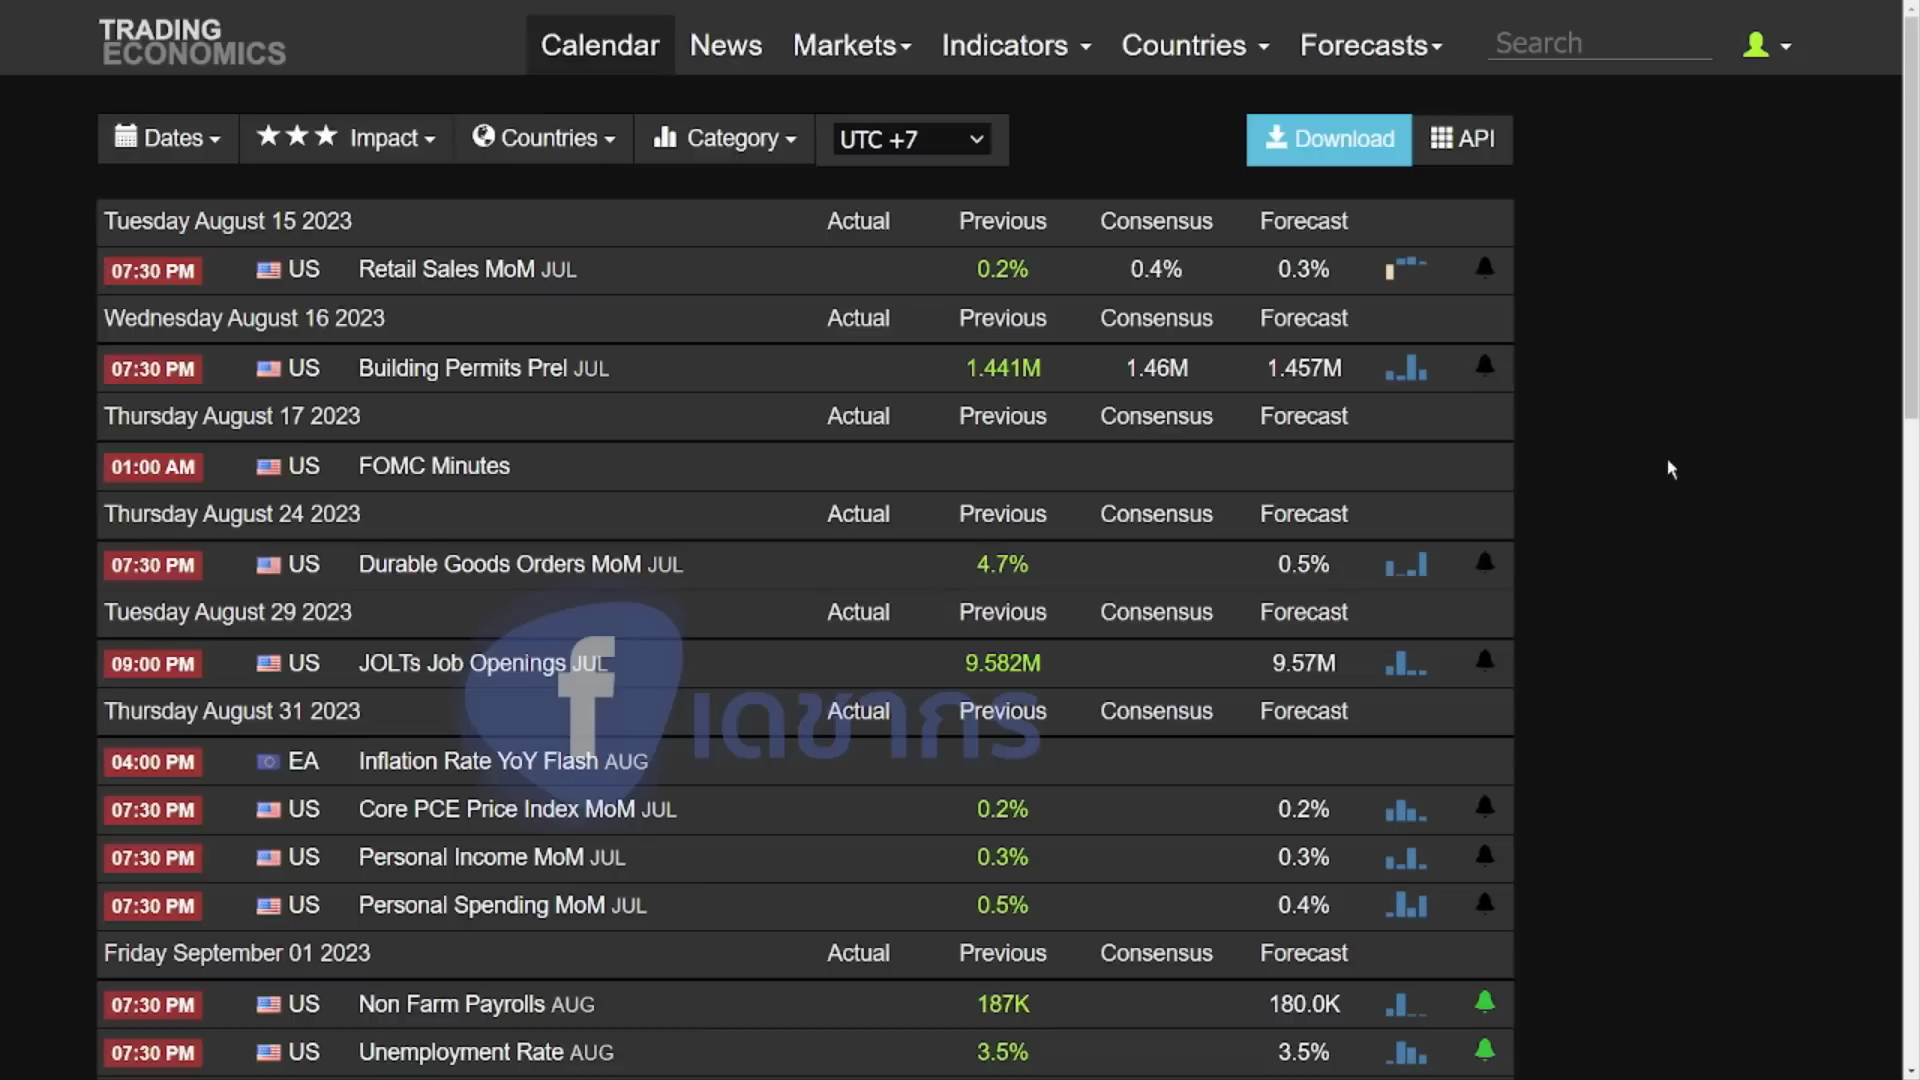 TRADING
ECONOMICS
Calendar News Markets Indicators Countries Forecasts Search
Dates Impact Countries Category UTC +7 Download API
Tuesday August 15 2023 Actual Previous Consensus Forecast
07:30 PM US Retail Sales MoM JUL 0.2% 0.4% 0.3%
Wednesday August 16 2023 Actual Previous Consensus Forecast
07:30 PM US Building Permits Prel JUL 1.441M 1.46M 1.457M
Thursday August 17 2023 Actual Previous Consensus Forecast
01:00 AM US FOMC Minutes
Thursday August 24 2023 Actual Previous Consensus Forecast
07:30 PM US Durable Goods Orders MoM JUL 4.7% 0.5%
Tuesday August 29 2023 Actual Previous Consensus Forecast
09:00 PM US JOLTs Job Openings JUL 9.582M 9.57M
f เดชากร
Thursday August 31 2023 Actual Previous Consensus Forecast
04:00 PM EA Inflation Rate YoY Flash AUG
07:30 PM US Core PCE Price Index MoM JUL 0.2% 0.2%
07:30 PM US Personal Income MoM JUL 0.3% 0.3%
07:30 PM US Personal Spending MoM JUL 0.5% 0.4%
Friday September 01 2023 Actual Previous Consensus Forecast
07:30 PM US Non Farm Payrolls AUG 187K 180.0K
07:30 PM US Unemployment Rate AUG 3.5% 3.5%